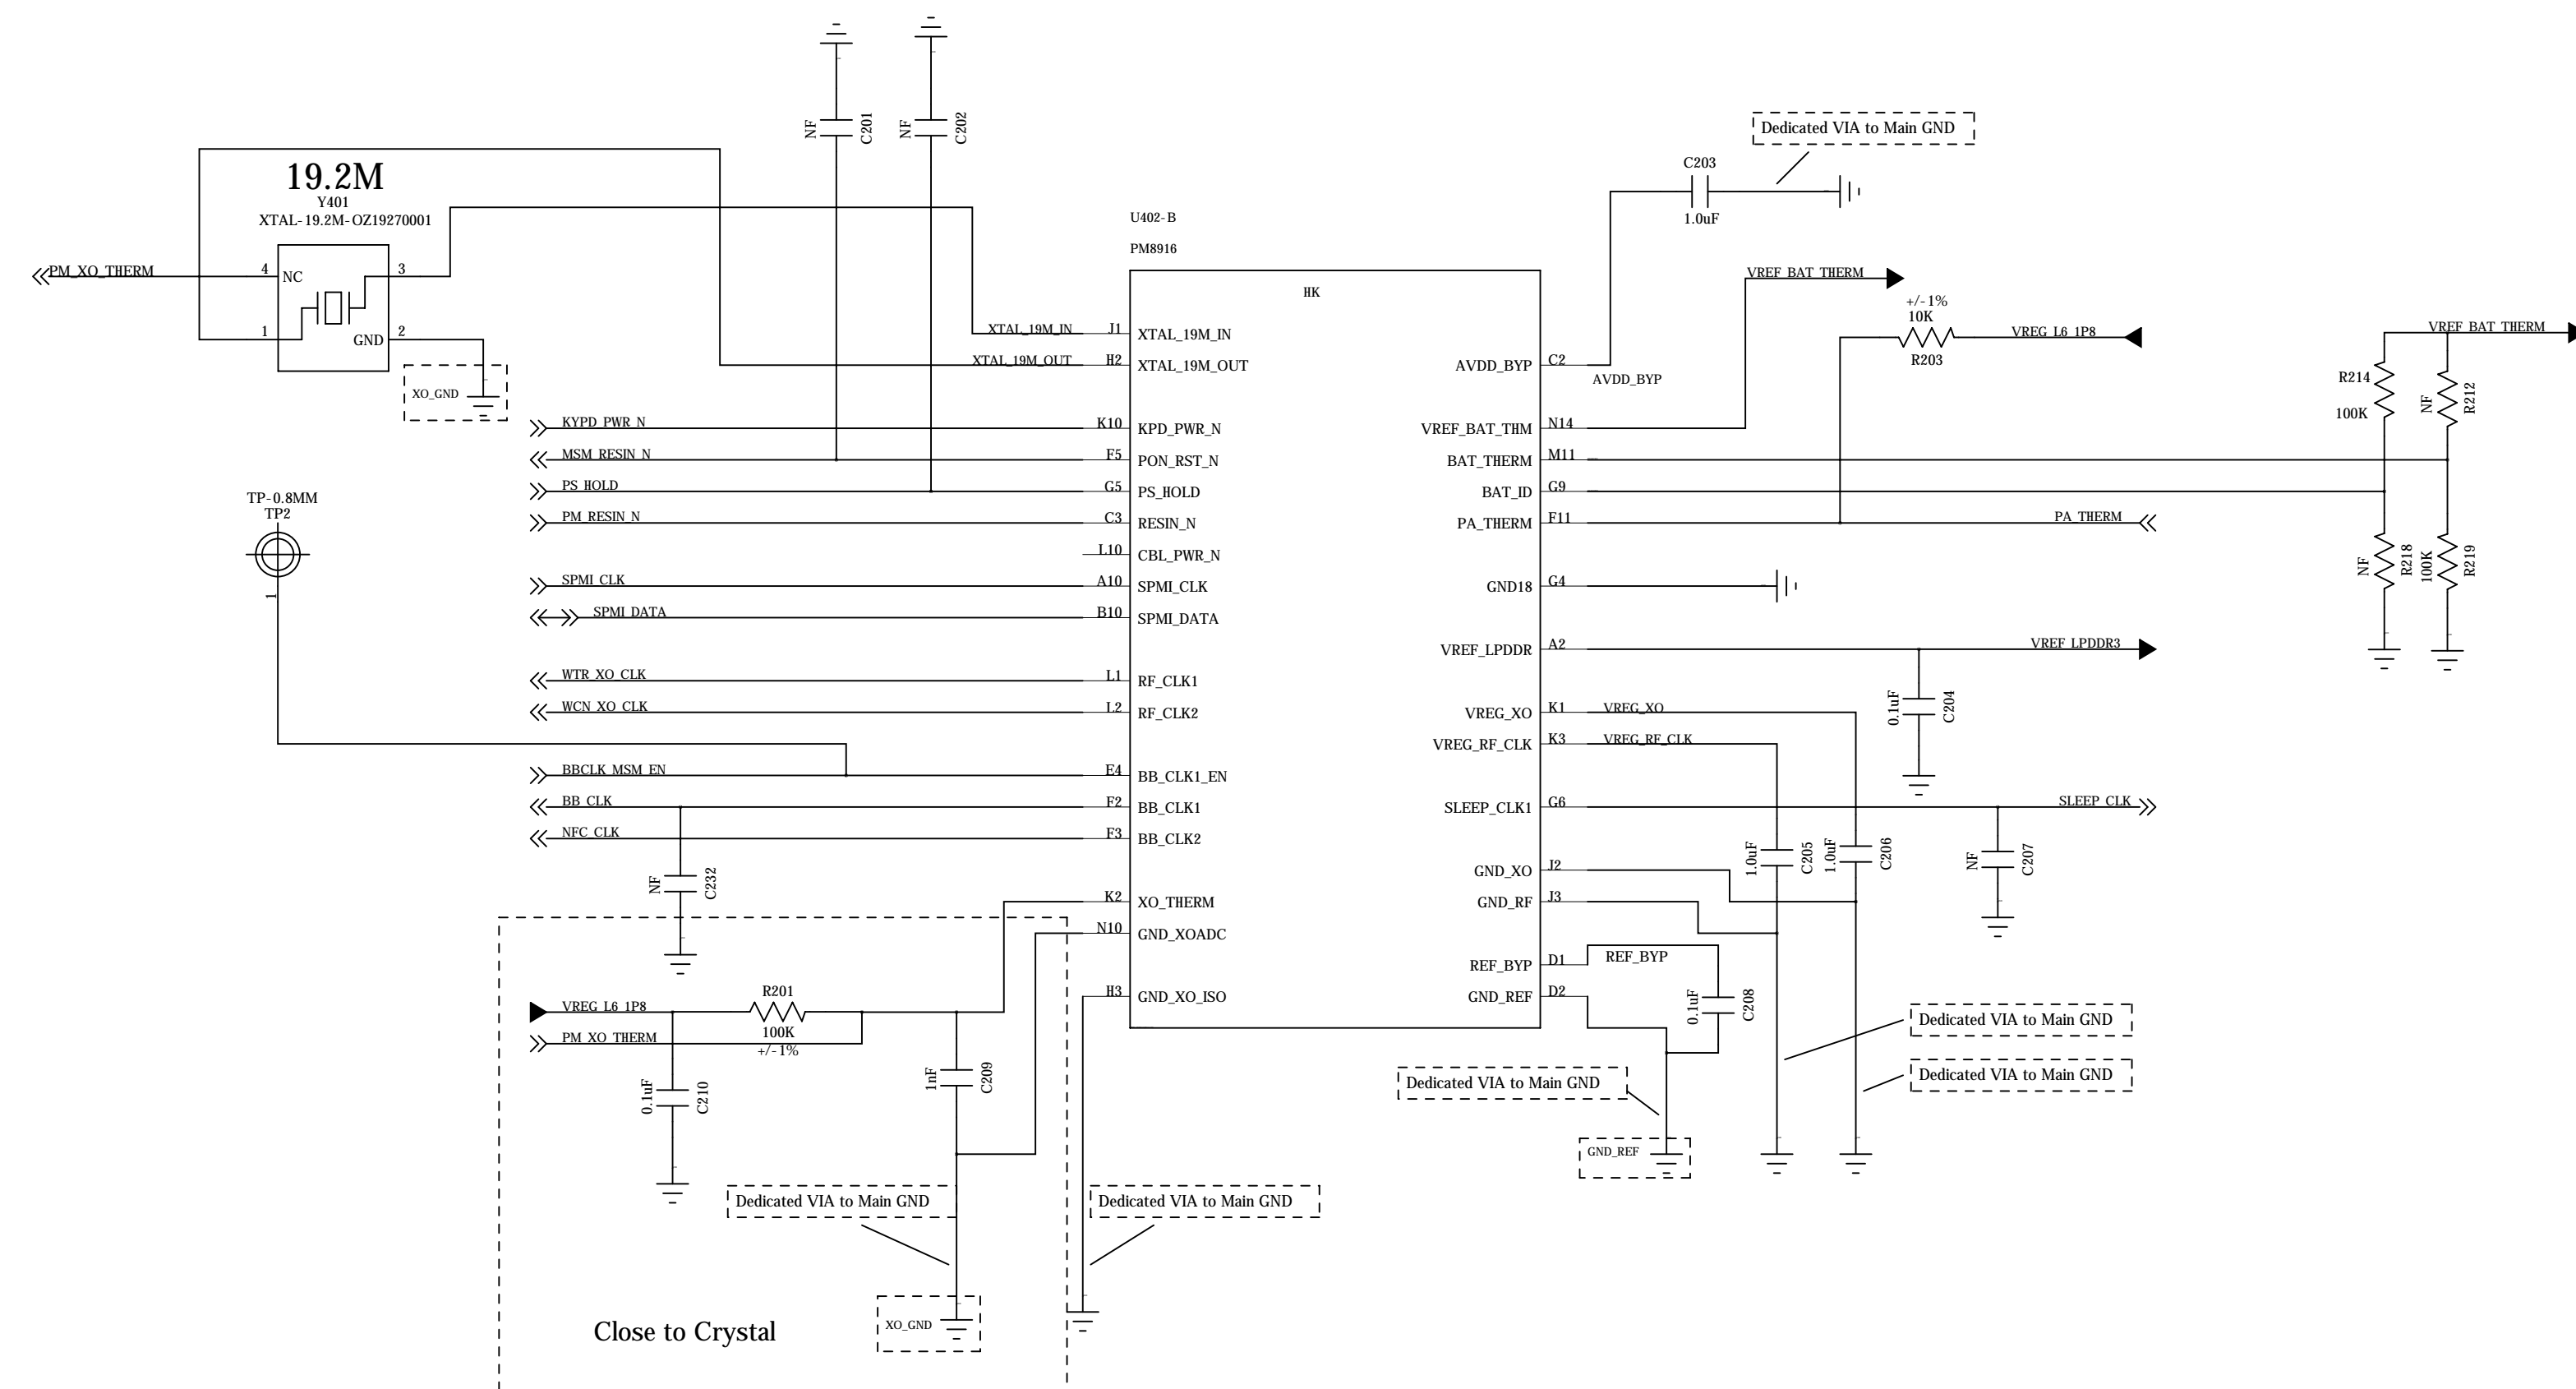 19.2M
Y401
XTAL-19.2M-OZ19270001
PM_XO_THERM
4
NC
3
1
GND
2
XO_GND
NF
C201
NF
C202
TP-0.8MM
TP2
1
U402-B
PM8916
HK
XTAL_19M_IN
J1
XTAL_19M_IN
XTAL_19M_OUT
H2
XTAL_19M_OUT
KYPD_PWR_N
K10
KPD_PWR_N
MSM_RESIN_N
F5
PON_RST_N
PS_HOLD
G5
PS_HOLD
PM_RESIN_N
C3
RESIN_N
L10
CBL_PWR_N
SPMI_CLK
A10
SPMI_CLK
SPMI_DATA
B10
SPMI_DATA
WTR_XO_CLK
L1
RF_CLK1
WCN_XO_CLK
L2
RF_CLK2
BBCLK_MSM_EN
E4
BB_CLK1_EN
BB_CLK
F2
BB_CLK1
NFC_CLK
F3
BB_CLK2
NF
C232
K2
XO_THERM
N10
GND_XOADC
H3
GND_XO_ISO
VREG_L6_1P8
R201
100K
+/-1%
PM_XO_THERM
0.1uF
C210
1nF
C209
Dedicated VIA to Main GND
Dedicated VIA to Main GND
XO_GND
Close to Crystal
AVDD_BYP
C2
AVDD_BYP
C203
1.0uF
Dedicated VIA to Main GND
VREF_BAT_THM
N14
VREF_BAT_THERM
BAT_THERM
M11
BAT_ID
G9
PA_THERM
F11
PA_THERM
+/-1%
10K
R203
VREG_L6_1P8
GND18
G4
VREF_LPDDR
A2
VREF_LPDDR3
0.1uF
C204
VREG_XO
K1
VREG_XO
VREG_RF_CLK
K3
VREG_RF_CLK
SLEEP_CLK1
G6
SLEEP_CLK
1.0uF
C205
1.0uF
C206
NF
C207
GND_XO
J2
GND_RF
J3
REF_BYP
D1
REF_BYP
GND_REF
D2
0.1uF
C208
Dedicated VIA to Main GND
Dedicated VIA to Main GND
Dedicated VIA to Main GND
GND_REF
VREF_BAT_THERM
R214
100K
NF
R212
NF
R218
100K
R219